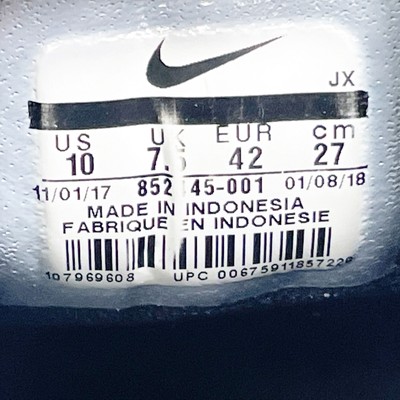 JX
US UK EUR cm
10 7.5 42 27
11/01/17 852 45-001 01/08/18
MADE IN INDONESIA
FABRIQUE EN INDONESIE
107969608 UPC 00675911857220